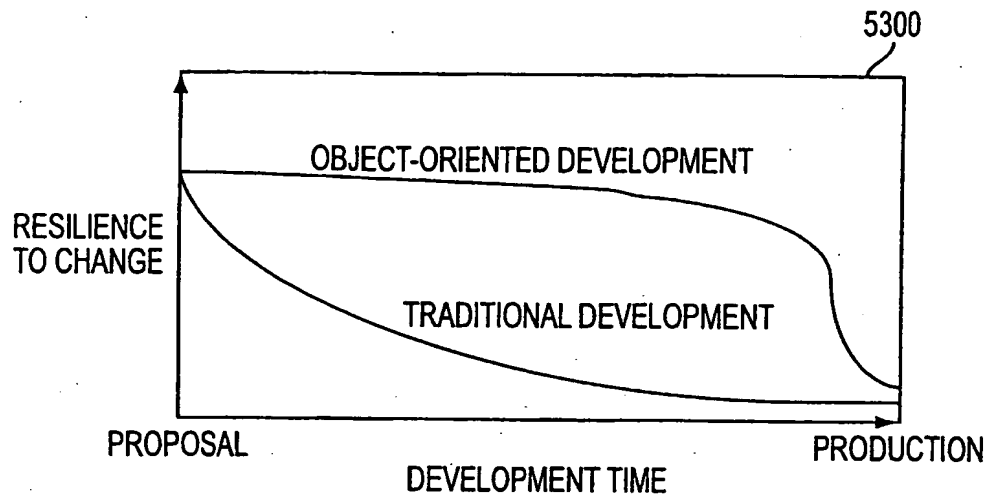 5300
OBJECT-ORIENTED DEVELOPMENT
RESILIENCE
TO CHANGE
TRADITIONAL DEVELOPMENT
PROPOSAL
PRODUCTION
DEVELOPMENT TIME